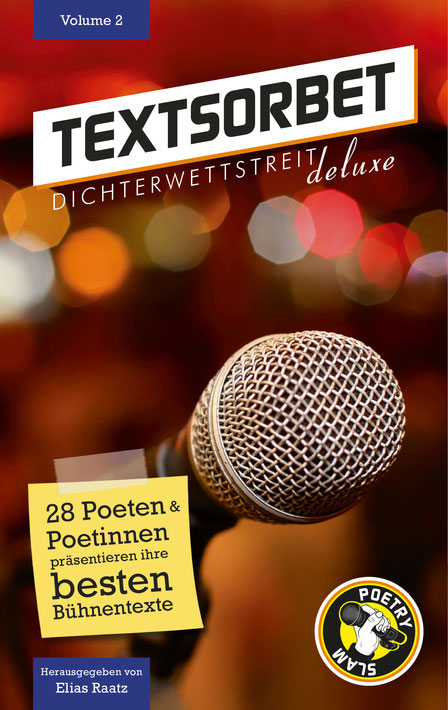 Volume 2
TEXTSORBET
DICHTERWETTSTREIT
deluxe
28 Poeten &
Poetinnen
präsentieren ihre
besten
Bühnentexte
POETRY
SLAM
Herausgegeben von
Elias Raatz